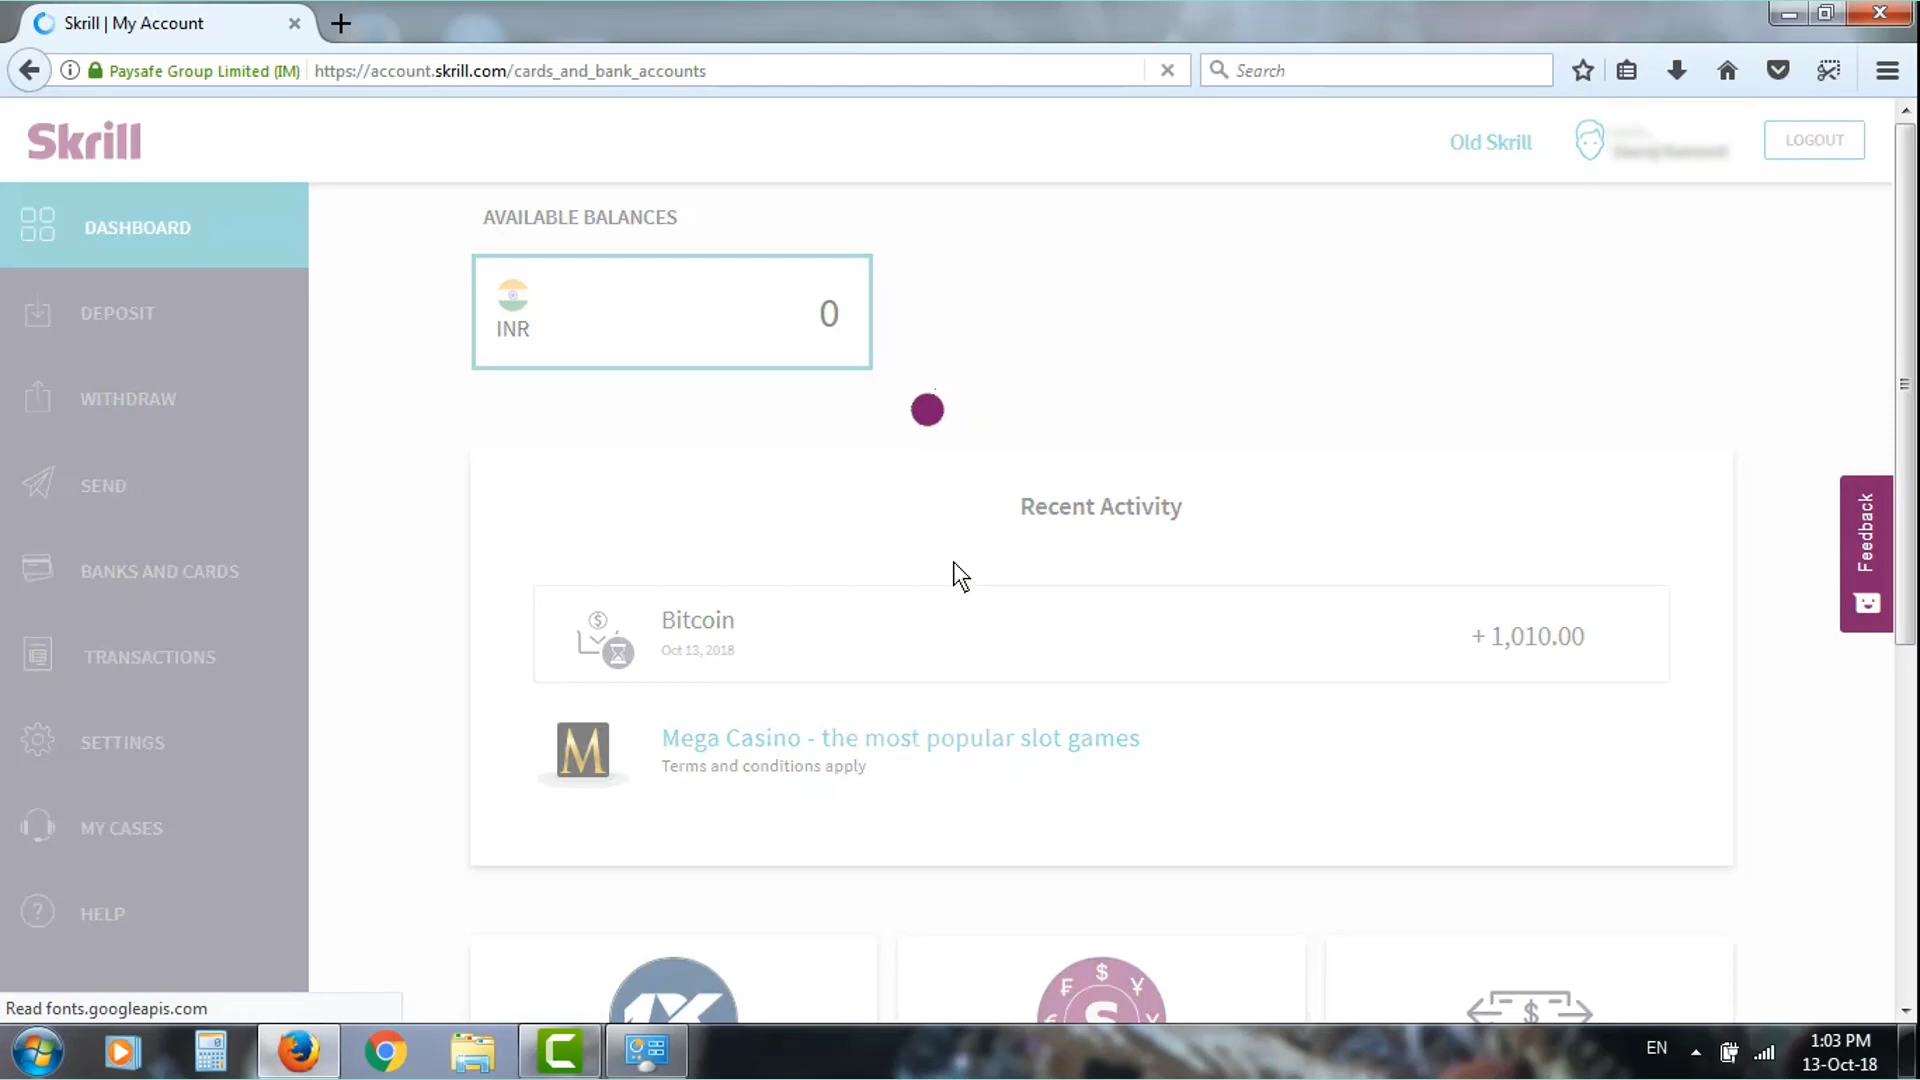 Skrill | My Account
Paysafe Group Limited (IM)
https://account.skrill.com/cards_and_bank_accounts
Search
Skrill
Old Skrill
LOGOUT
DASHBOARD
DEPOSIT
WITHDRAW
SEND
BANKS AND CARDS
TRANSACTIONS
SETTINGS
MY CASES
HELP
AVAILABLE BALANCES
INR
0
Recent Activity
Bitcoin
Oct 13, 2018
+ 1,010.00
M
Mega Casino - the most popular slot games
Terms and conditions apply
Feedback
Read fonts.googleapis.com
EN
1:03 PM
13-Oct-18